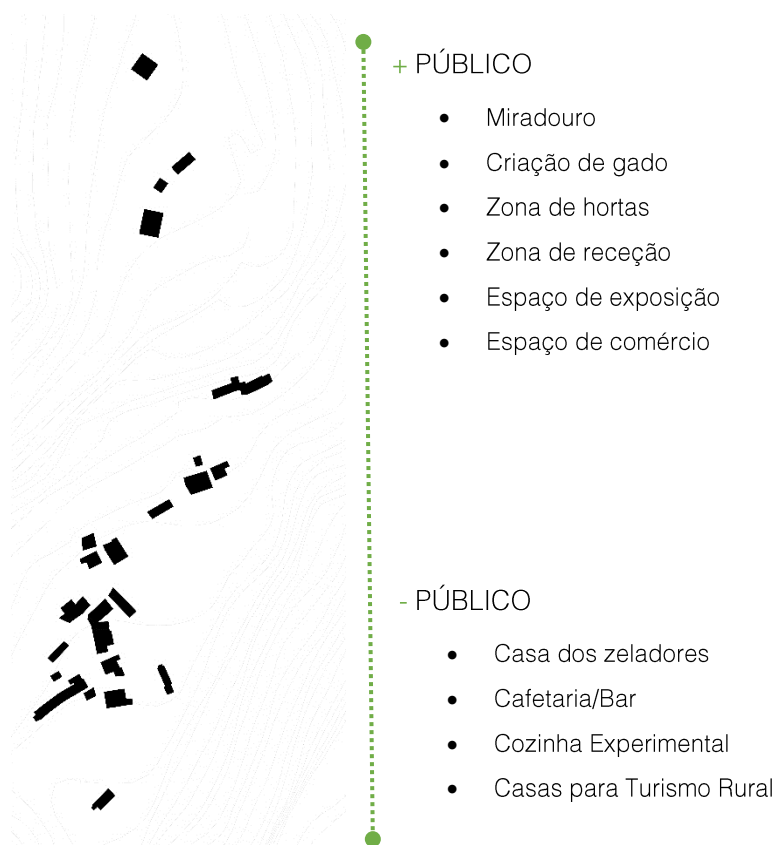 + PÚBLICO
• Miradouro
• Criação de gado
• Zona de hortas
• Zona de receção
• Espaço de exposição
• Espaço de comércio
- PÚBLICO
• Casa dos zeladores
• Cafetaria/Bar
• Cozinha Experimental
• Casas para Turismo Rural